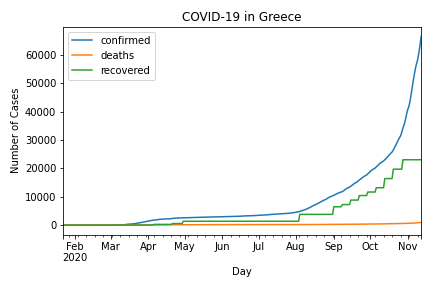 COVID-19 in Greece
confirmed
deaths
recovered
Number of Cases
60000
50000
40000
30000
20000
10000
0
Feb Mar Apr May Jun Jul Aug Sep Oct Nov
2020
Day